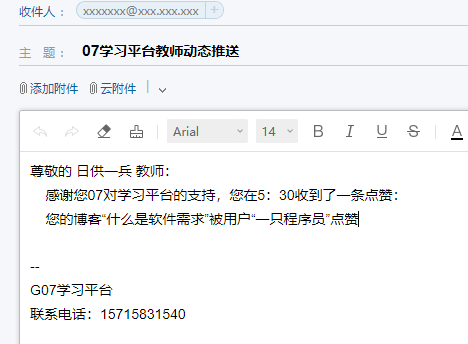 收件人： xxxxxxx@xxx.xxx.xxx +
主 题： 07学习平台教师动态推送
添加附件 云附件
Arial 14 B I U S A
尊敬的 日供一兵 教师：
感谢您07对学习平台的支持，您在5：30收到了一条点赞：
您的博客“什么是软件需求”被用户“一只程序员”点赞
--
G07学习平台
联系电话：15715831540